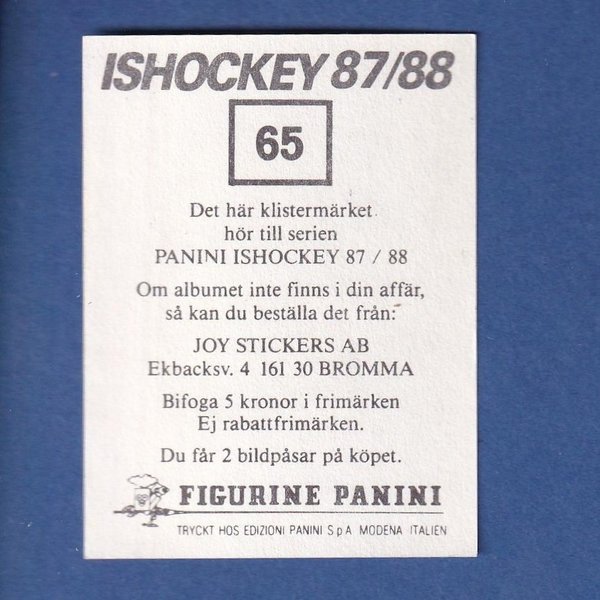 ISHOCKEY 87/88
65
Det här klistermärket
hör till serien
PANINI ISHOCKEY 87 / 88
Om albumet inte finns i din affär,
så kan du beställa det från:
JOY STICKERS AB
Ekbacksv. 4 161 30 BROMMA
Bifoga 5 kronor i frimärken
Ej rabattfrimärken.
Du får 2 bildpåsar på köpet.
FIGURINE PANINI
TRYCKT HOS EDIZIONI PANINI S p A MODENA ITALIEN